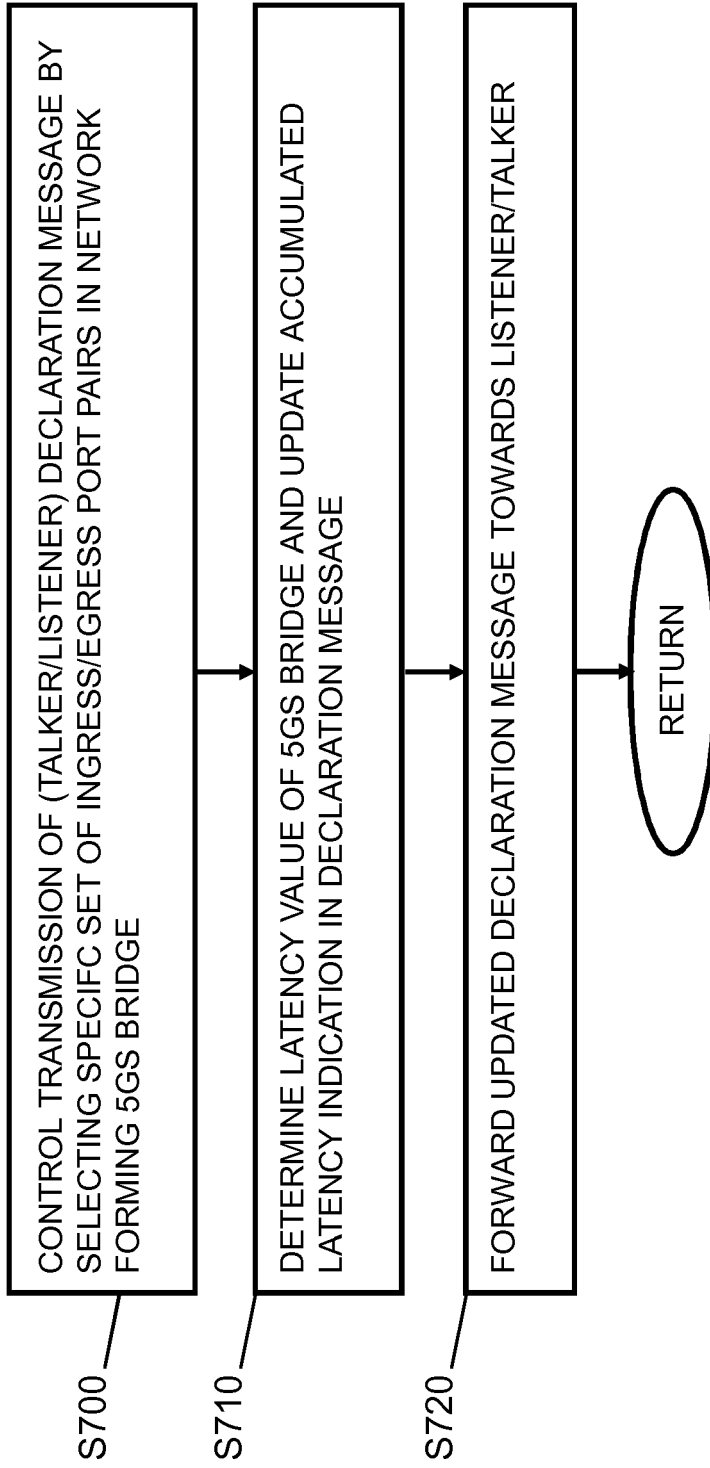 S700
CONTROL TRANSMISSION OF (TALKER/LISTENER) DECLARATION MESSAGE BY
SELECTING SPECIFC SET OF INGRESS/EGRESS PORT PAIRS IN NETWORK
FORMING 5GS BRIDGE
S710
DETERMINE LATENCY VALUE OF 5GS BRIDGE AND UPDATE ACCUMULATED
LATENCY INDICATION IN DECLARATION MESSAGE
S720
FORWARD UPDATED DECLARATION MESSAGE TOWARDS LISTENER/TALKER
RETURN